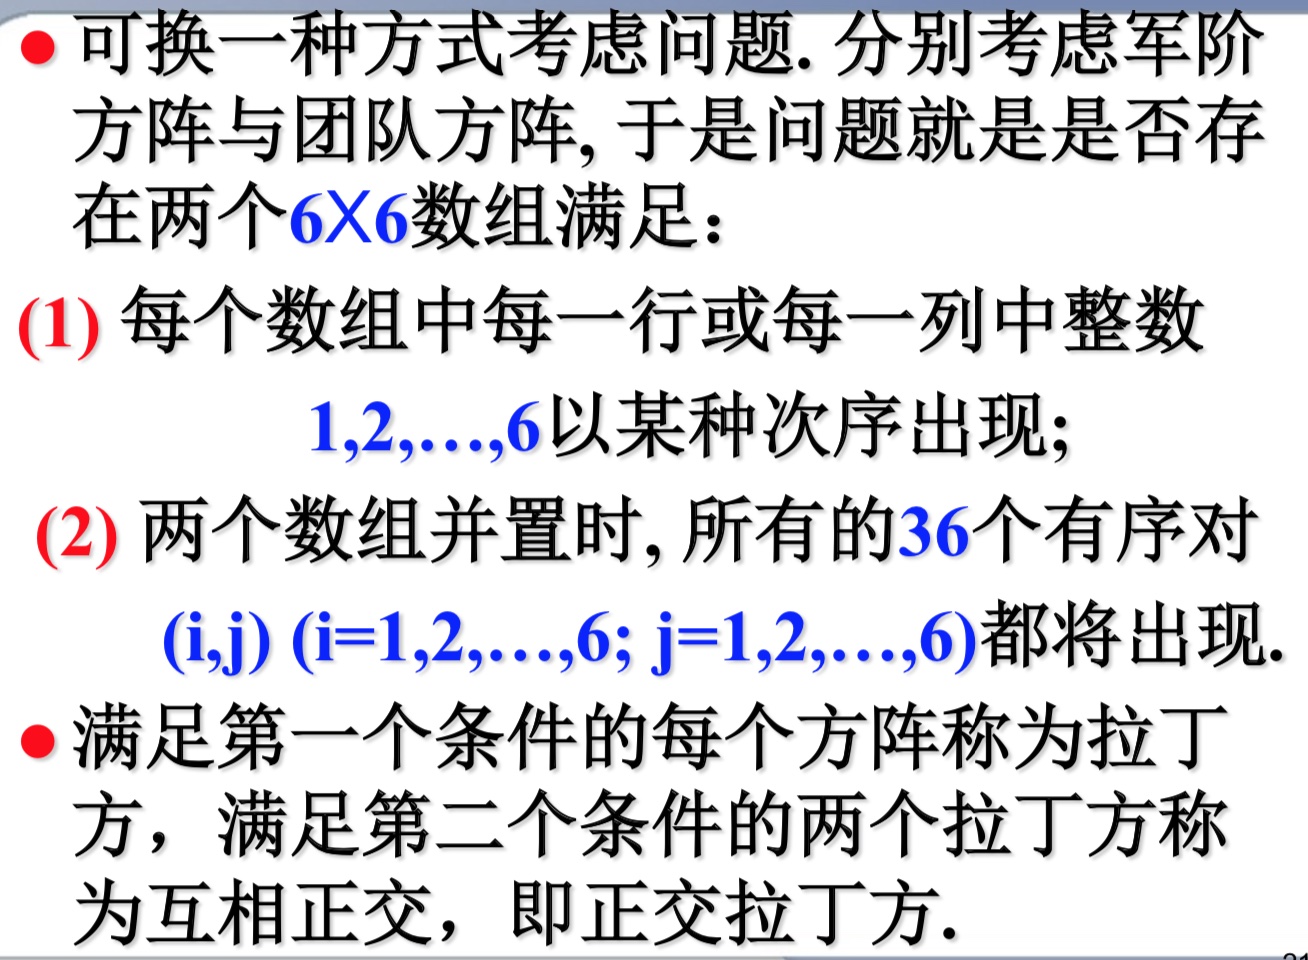 ● 可换一种方式考虑问题. 分别考虑军阶
方阵与团队方阵, 于是问题就是是否存
在两个6X6数组满足：
(1) 每个数组中每一行或每一列中整数
1,2,…,6以某种次序出现;
(2) 两个数组并置时, 所有的36个有序对
(i,j) (i=1,2,…,6; j=1,2,…,6)都将出现.
● 满足第一个条件的每个方阵称为拉丁
方，满足第二个条件的两个拉丁方称
为互相正交，即正交拉丁方.